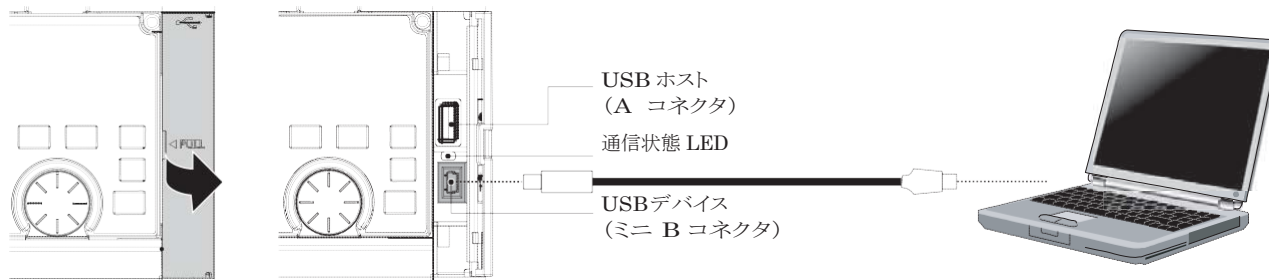 ◁ PULL
USB ホスト
（A コネクタ）
通信状態 LED
USBデバイス
（ミニ B コネクタ）